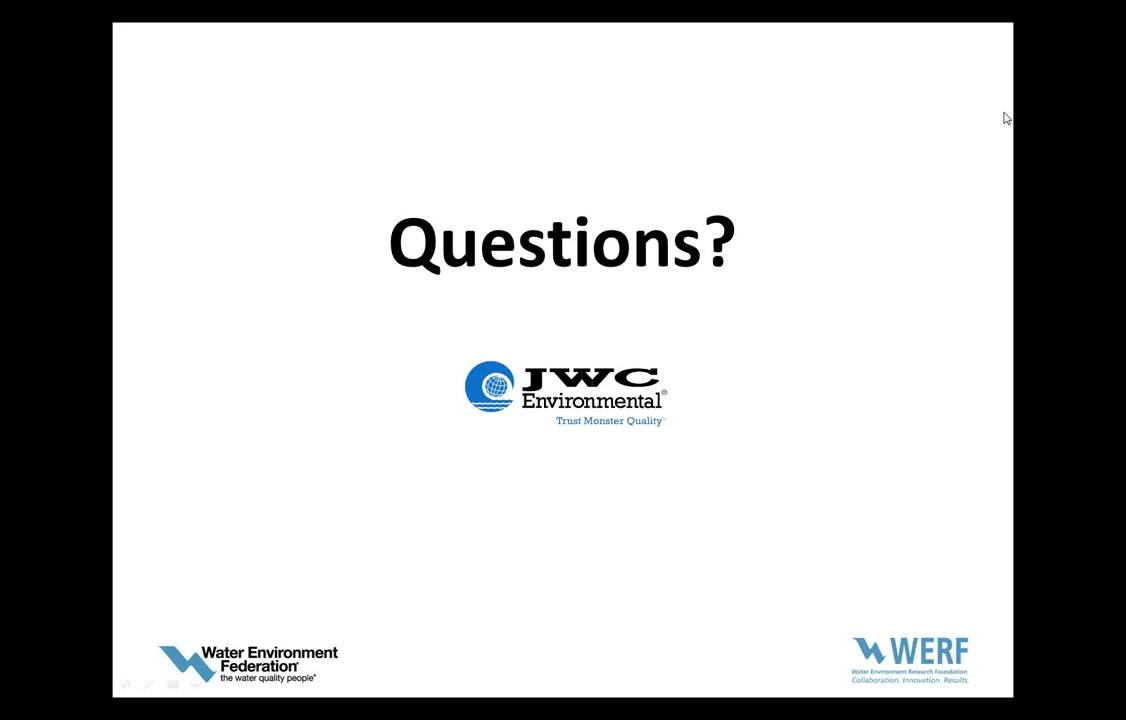 Questions?
JWC
Environmental®
Trust Monster Quality™
Water Environment
Federation®
the water quality people®
WERF
Water Environment Research Foundation
Collaboration. Innovation. Results.